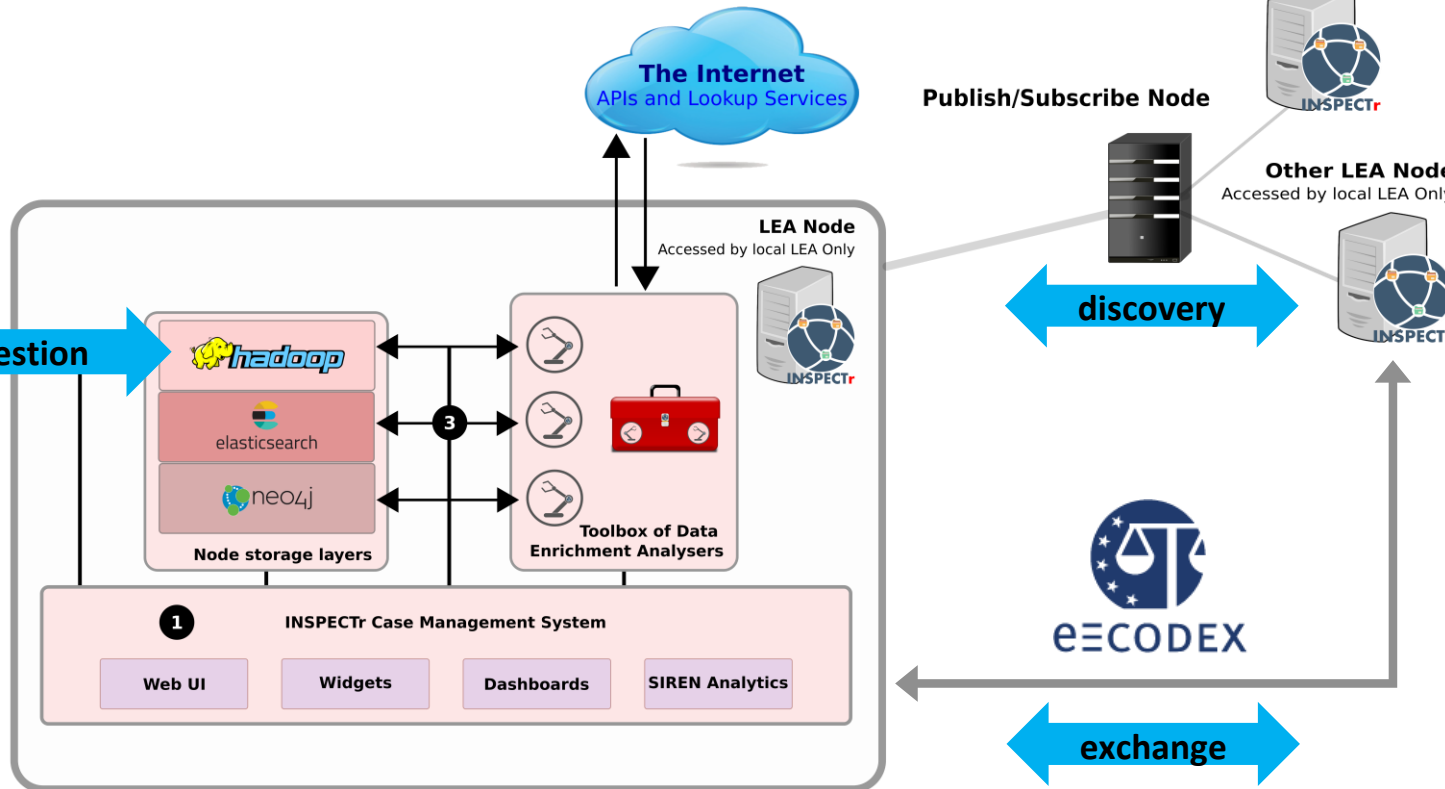 The Internet
APIs and Lookup Services
Publish/Subscribe Node
INSPECTr
Other LEA Node
Accessed by local LEA Only
LEA Node
Accessed by local LEA Only
INSPECTr
discovery
INSPECT
estion
hadoop
elasticsearch
neo4j
3
Node storage layers
Toolbox of Data
Enrichment Analysers
1
INSPECTr Case Management System
Web UI
Widgets
Dashboards
SIREN Analytics
eΞCODEX
exchange